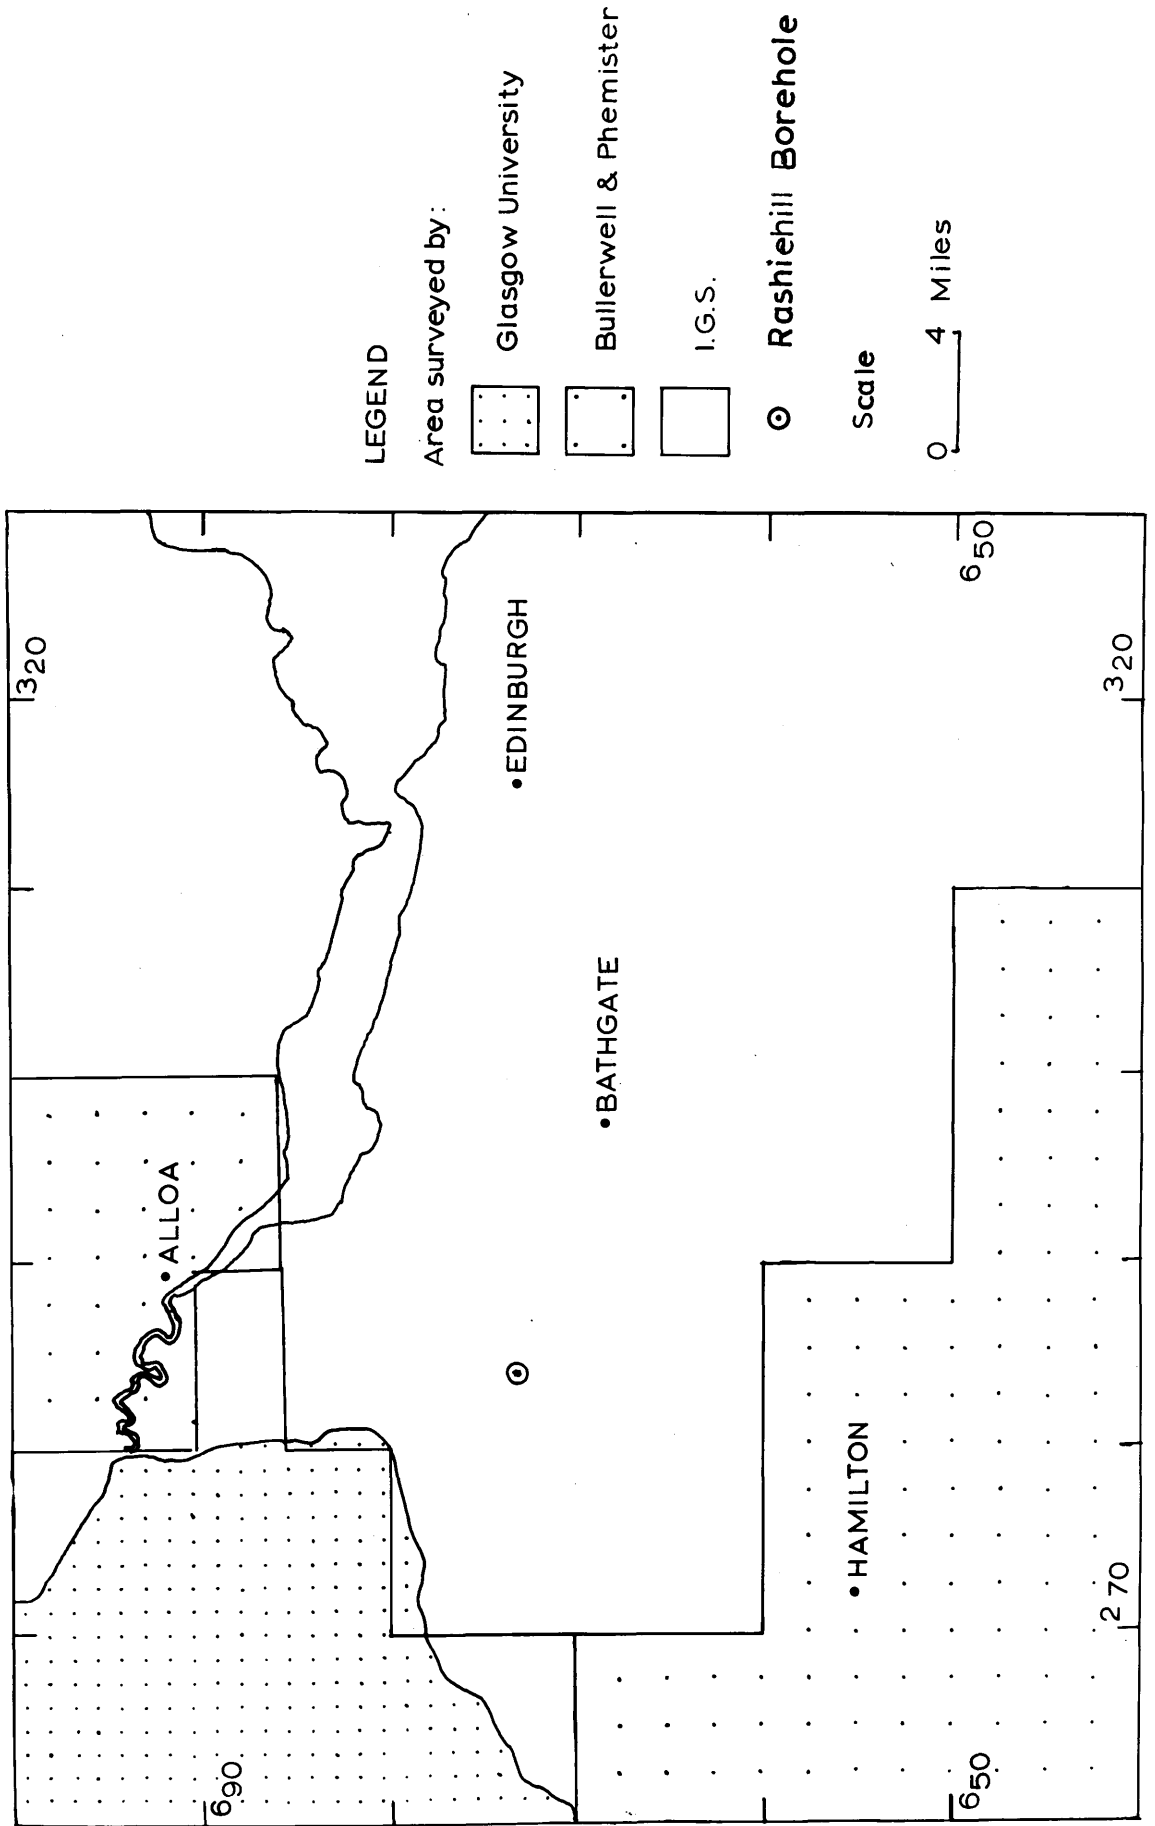 320
690
ALLOA
EDINBURGH
BATHGATE
HAMILTON
650
650
270
320
LEGEND
Area surveyed by:
Glasgow University
Bullerwell & Phemister
I.G.S.
Rashiehill Borehole
Scale
0 4 Miles